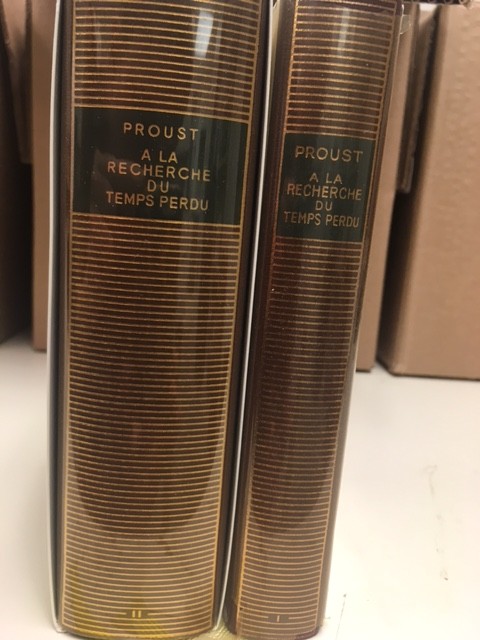 PROUST
A LA
RECHERCHE
DU
TEMPS PERDU
II
PROUST
A LA
RECHERCHE
DU
TEMPS PERDU
I